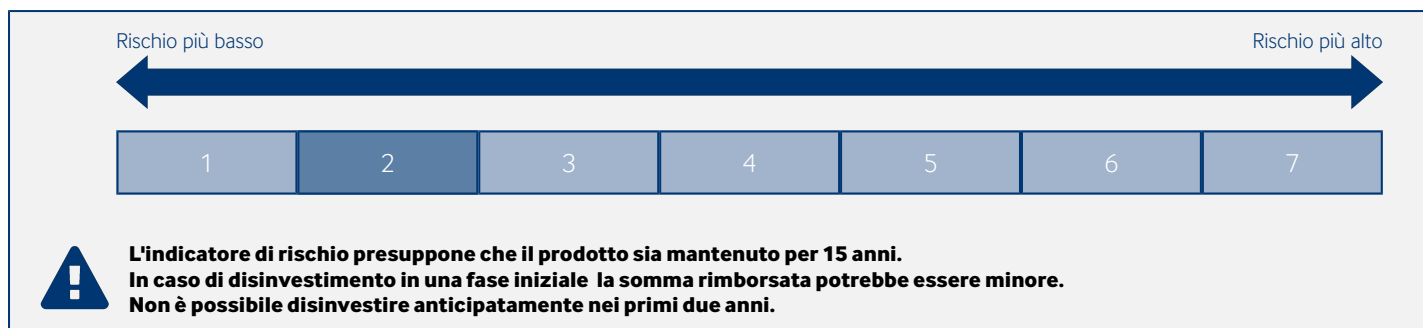 Rischio più basso Rischio più alto
1 2 3 4 5 6 7
L'indicatore di rischio presuppone che il prodotto sia mantenuto per 15 anni.
In caso di disinvestimento in una fase iniziale la somma rimborsata potrebbe essere minore.
Non è possibile disinvestire anticipatamente nei primi due anni.